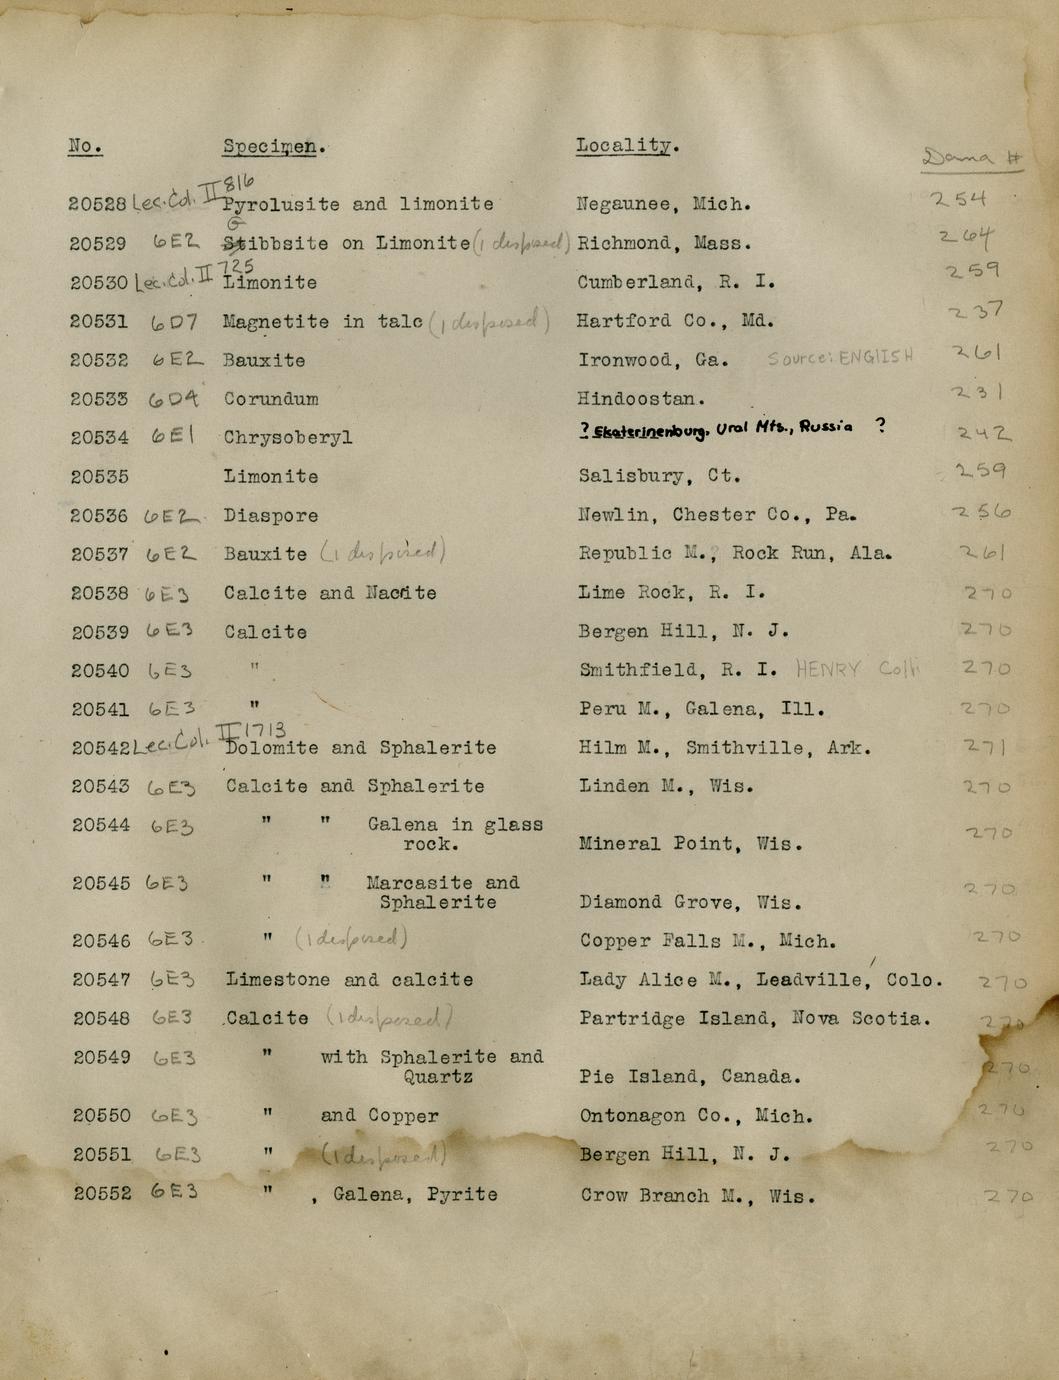 No. Specimen. Locality. Dana #
20528 Lec. Col. II 816 Pyrolusite and limonite Negaunee, Mich. 254
20529 6E2 G Stibbsite on Limonite (1 disposed) Richmond, Mass. 264
20530 Lec. Col. II 725 Limonite Cumberland, R. I. 259
20531 6D7 Magnetite in talc (1 disposed) Hartford Co., Md. 237
20532 6E2 Bauxite Ironwood, Ga. Source: ENGlISH 261
20533 6D4 Corundum Hindoostan. 231
20534 6E1 Chrysoberyl ? Ekaterinenburg, Ural Mts., Russia ? 242
20535 Limonite Salisbury, Ct. 259
20536 6E2 Diaspore Newlin, Chester Co., Pa. 256
20537 6E2 Bauxite (1 disposed) Republic M., Rock Run, Ala. 261
20538 6E3 Calcite and Nacrite Lime Rock, R. I. 270
20539 6E3 Calcite Bergen Hill, N. J. 270
20540 6E3 " Smithfield, R. I. HENRY Colli 270
20541 6E3 " Peru M., Galena, Ill. 270
20542 Lec. Col. II 1713 Dolomite and Sphalerite Hilm M., Smithville, Ark. 271
20543 6E3 Calcite and Sphalerite Linden M., Wis. 270
20544 6E3 " " Galena in glass
rock. Mineral Point, Wis. 270
20545 6E3 " " Marcasite and
Sphalerite Diamond Grove, Wis. 270
20546 6E3 " (1 disposed) Copper Falls M., Mich. 270
20547 6E3 Limestone and calcite Lady Alice M., Leadville, Colo. 270
20548 6E3 Calcite (1 disposed) Partridge Island, Nova Scotia. 270
20549 6E3 " with Sphalerite and
Quartz Pie Island, Canada. 270
20550 6E3 " and Copper Ontonagon Co., Mich. 270
20551 6E3 " (1 disposed) Bergen Hill, N. J. 270
20552 6E3 " , Galena, Pyrite Crow Branch M., Wis. 270